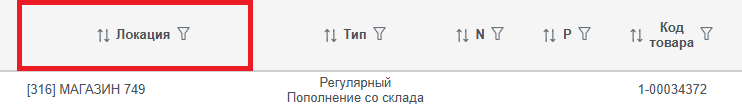 Локация Тип N P Код
товара
[316] МАГАЗИН 749 Регулярный 1-00034372
Пополнение со склада